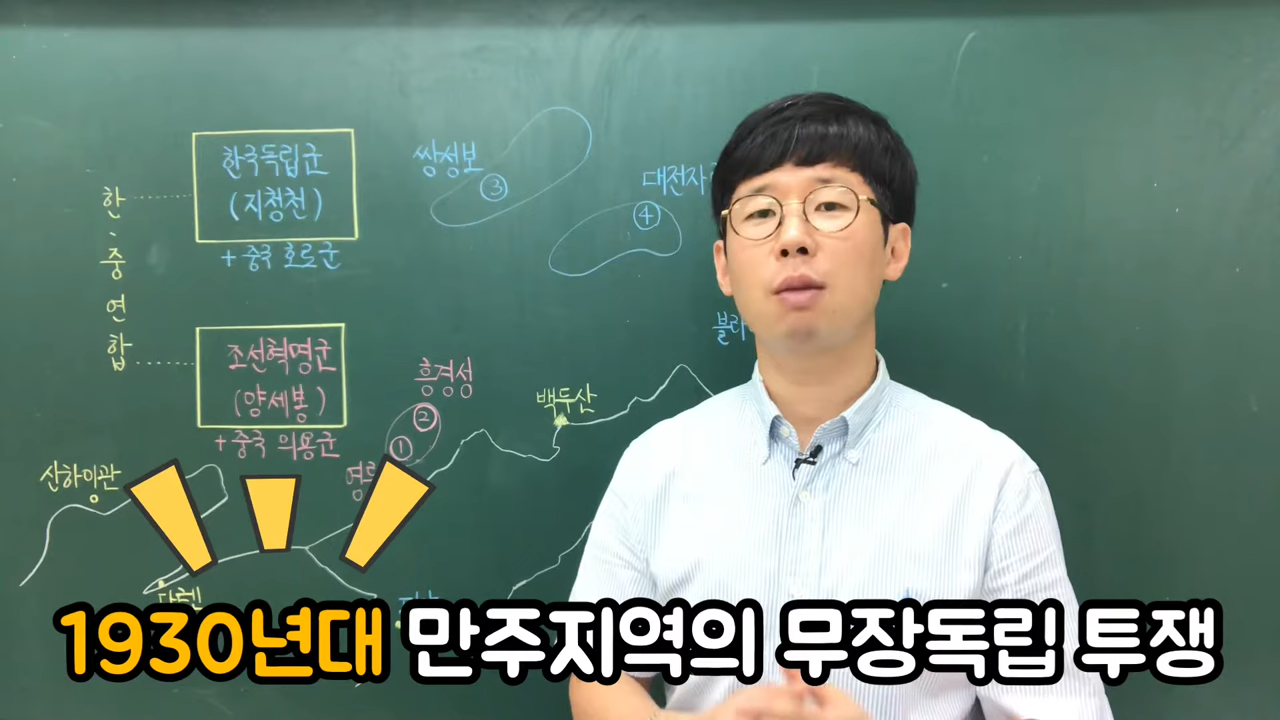 한국독립군
(지청천)
+ 중국 호로군
한·중 연합
쌍성보
③
대전자
④
조선혁명군
(양세봉)
+ 중국 의용군
흥경성
②
①
백두산
블라
산하이관
1930년대 만주지역의 무장독립 투쟁